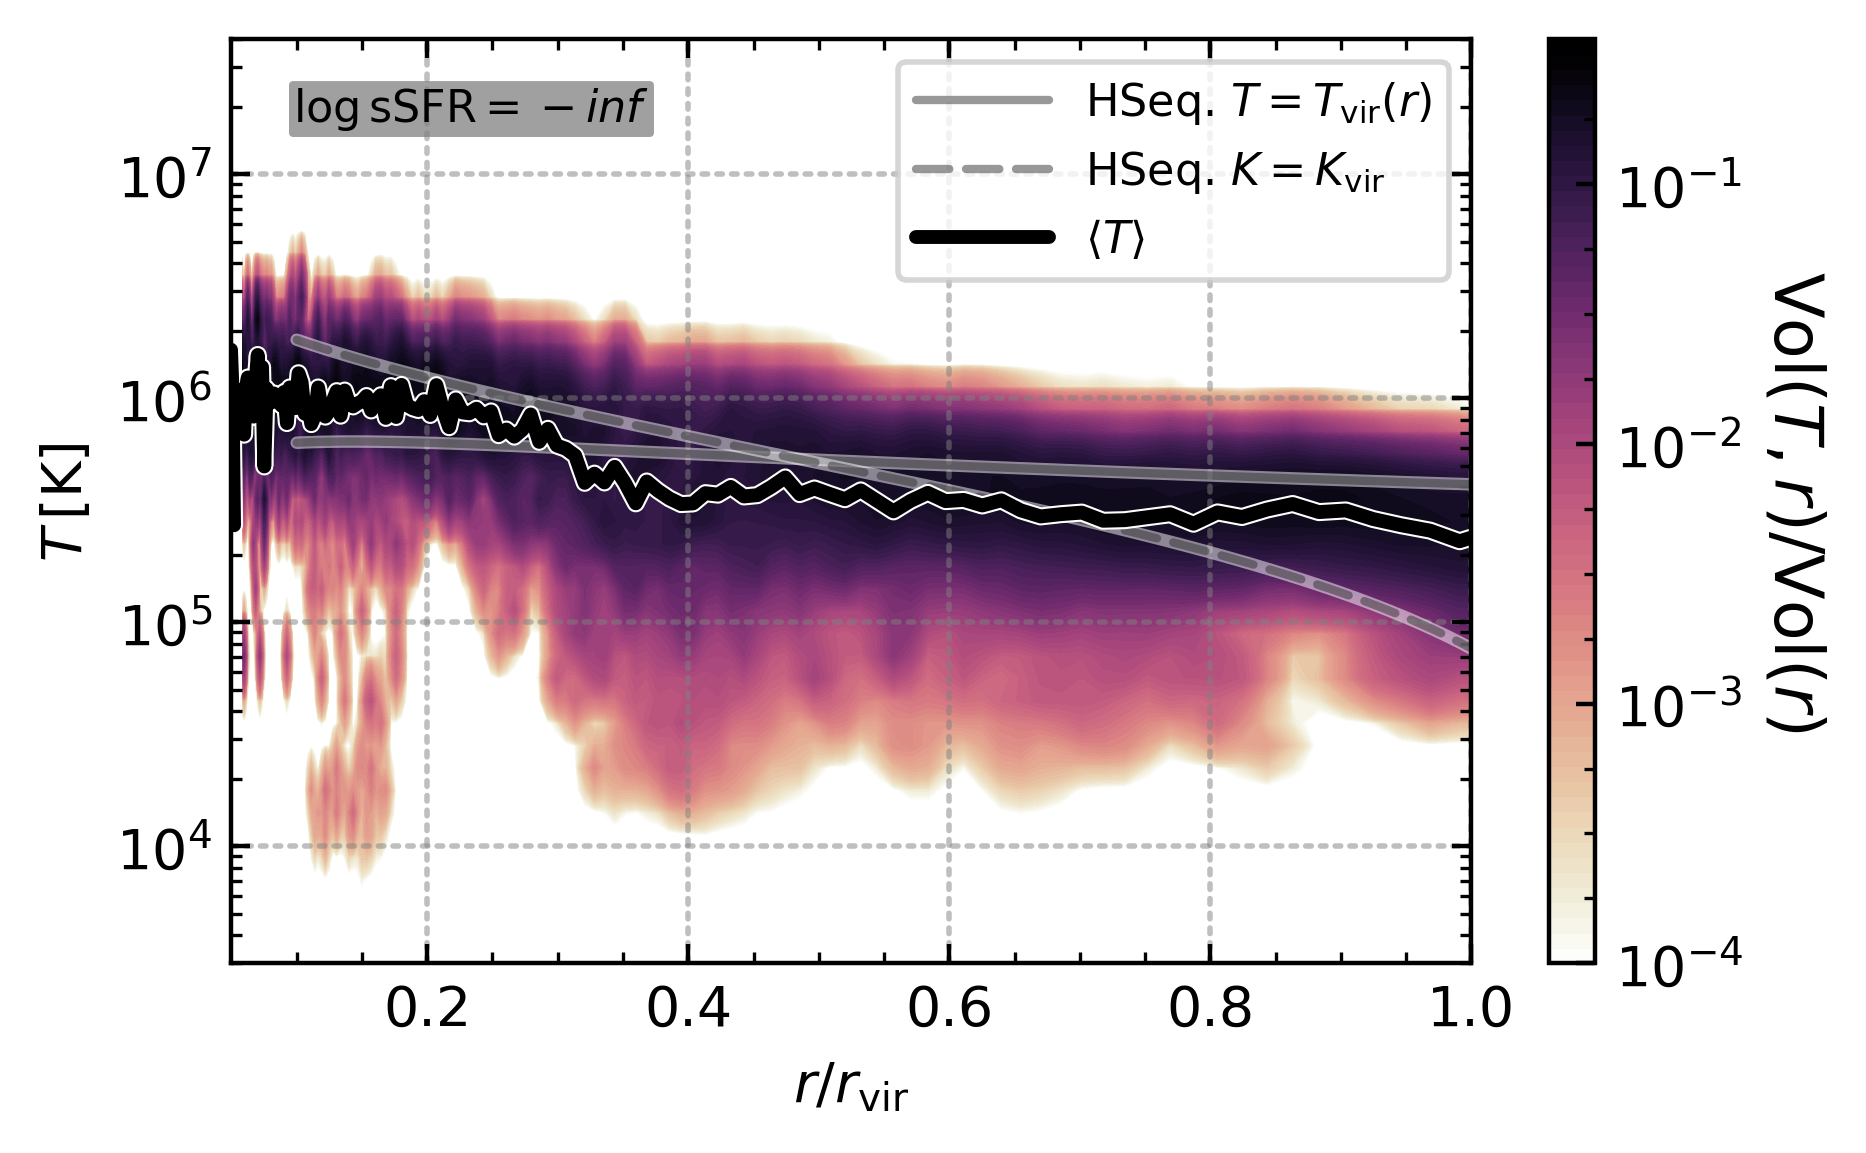 log sSFR = −inf
HSeq. T = T_vir(r)
HSeq. K = K_vir
⟨T⟩
10^7
10^6
10^5
10^4
T [K]
0.2 0.4 0.6 0.8 1.0
r/r_vir
10^−1
10^−2
10^−3
10^−4
Vol(T, r)/Vol(r)